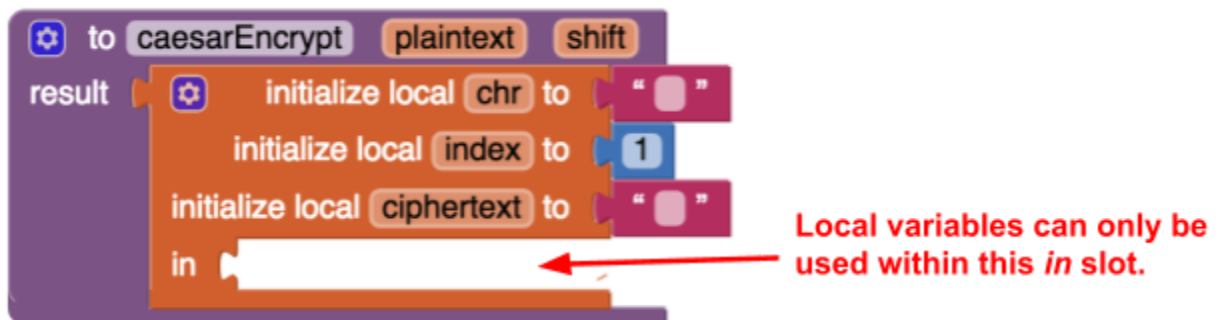 to caesarEncrypt plaintext shift
result initialize local chr to “ ”
initialize local index to 1
initialize local ciphertext to “ ”
in
Local variables can only be
used within this in slot.